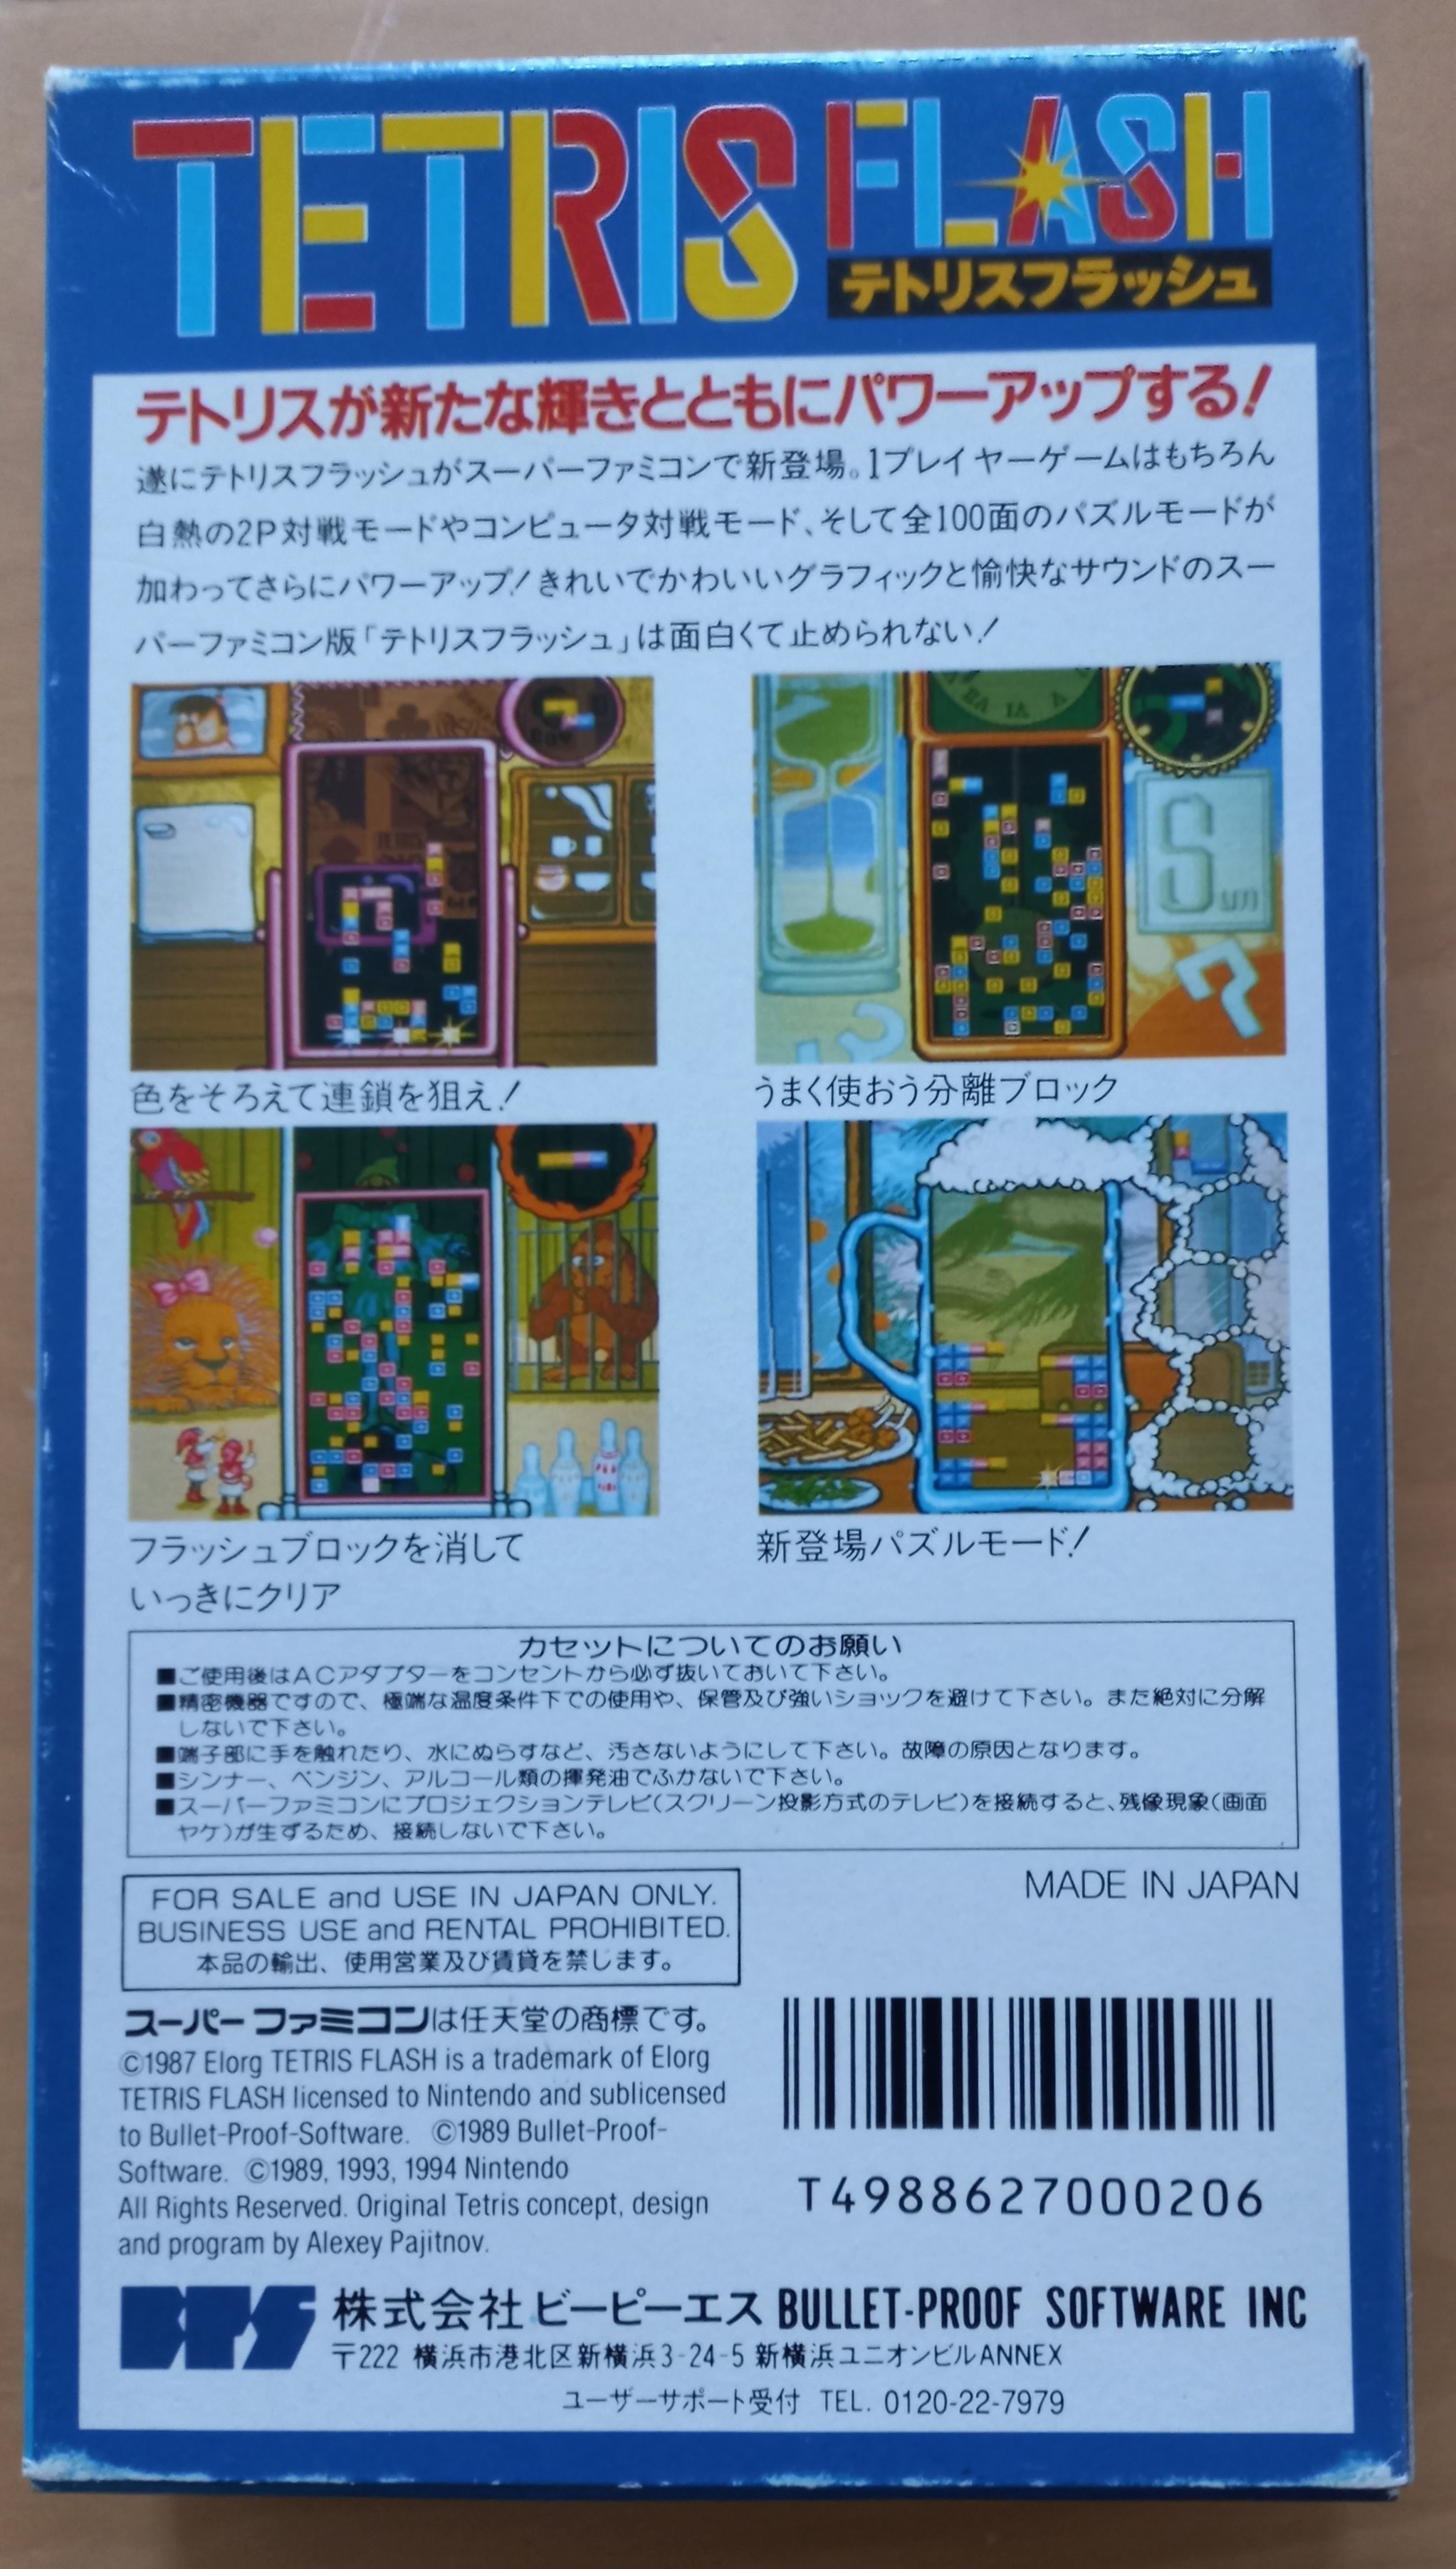 TETRIS FLASH
テトリスフラッシュ
テトリスが新たな輝きとともにパワーアップする!
遂にテトリスフラッシュがスーパーファミコンで新登場。1プレイヤーゲームはもちろん
白熱の2P対戦モードやコンピュータ対戦モード、そして全100面のパズルモードが
加わってさらにパワーアップ!きれいでかわいいグラフィックと愉快なサウンドのスー
パーファミコン版「テトリスフラッシュ」は面白くて止められない!
色をそろえて連鎖を狙え!
うまく使おう分離ブロック
Sun
フラッシュブロックを消して
いっきにクリア
新登場パズルモード!
カセットについてのお願い
■ご使用後はACアダプターをコンセントから必ず抜いておいて下さい。
■精密機器ですので、極端な温度条件下での使用や、保管及び強いショックを避けて下さい。また絶対に分解
しないで下さい。
■端子部に手を触れたり、水にぬらすなど、汚さないようにして下さい。故障の原因となります。
■シンナー、ベンジン、アルコール類の揮発油でふかないで下さい。
■スーパーファミコンにプロジェクションテレビ(スクリーン投影方式のテレビ)を接続すると、残像現象(画面
ヤケ)が生ずるため、接続しないで下さい。
FOR SALE and USE IN JAPAN ONLY.
BUSINESS USE and RENTAL PROHIBITED.
本品の輸出、使用営業及び賃貸を禁じます。
MADE IN JAPAN
スーパーファミコンは任天堂の商標です。
©1987 Elorg TETRIS FLASH is a trademark of Elorg
TETRIS FLASH licensed to Nintendo and sublicensed
to Bullet-Proof-Software. ©1989 Bullet-Proof-
Software. ©1989, 1993, 1994 Nintendo
All Rights Reserved. Original Tetris concept, design
and program by Alexey Pajitnov.
T4988627000206
BPS 株式会社 ビーピーエス BULLET-PROOF SOFTWARE INC
〒222 横浜市港北区新横浜3-24-5 新横浜ユニオンビルANNEX
ユーザーサポート受付 TEL. 0120-22-7979